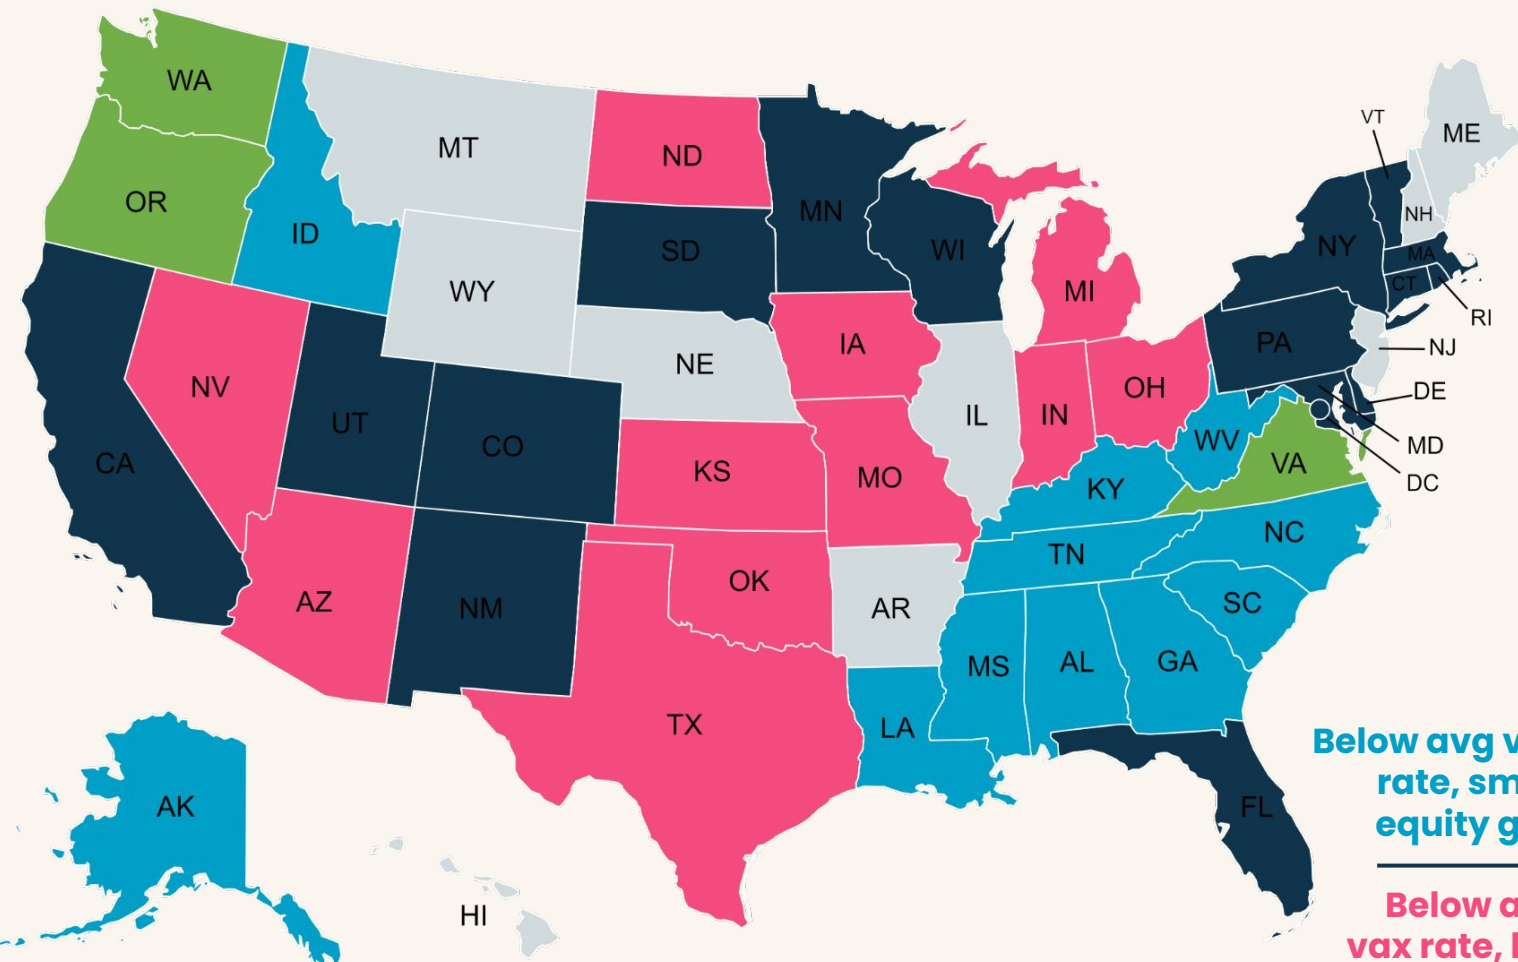 WA
MT
ND
MN
VT
ME
OR
ID
SD
WI
NH
NY
MA
WY
MI
CT
RI
NE
IA
PA
NJ
NV
UT
CO
IL
IN
OH
DE
CA
KS
MO
WV
VA
MD
KY
DC
AZ
NM
OK
AR
TN
NC
SC
TX
LA
MS
AL
GA
AK
HI
FL
Below avg
rate,
equity
Below
vax rate,